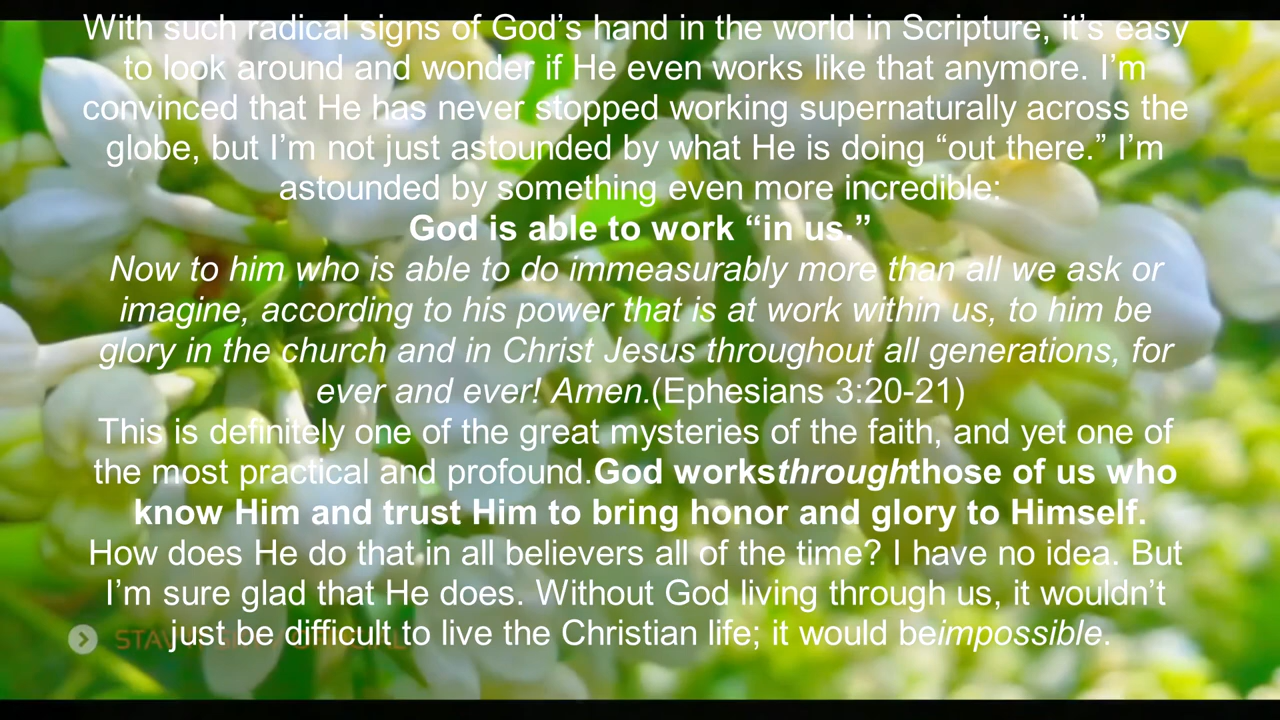 With such radical signs of God’s hand in the world in Scripture, it’s easy
to look around and wonder if He even works like that anymore. I’m
convinced that He has never stopped working supernaturally across the
globe, but I’m not just astounded by what He is doing “out there.” I’m
astounded by something even more incredible:
God is able to work “in us.”
Now to him who is able to do immeasurably more than all we ask or
imagine, according to his power that is at work within us, to him be
glory in the church and in Christ Jesus throughout all generations, for
ever and ever! Amen.(Ephesians 3:20-21)
This is definitely one of the great mysteries of the faith, and yet one of
the most practical and profound.God worksthroughthose of us who
know Him and trust Him to bring honor and glory to Himself.
How does He do that in all believers all of the time? I have no idea. But
I’m sure glad that He does. Without God living through us, it wouldn’t
just be difficult to live the Christian life; it would beimpossible.